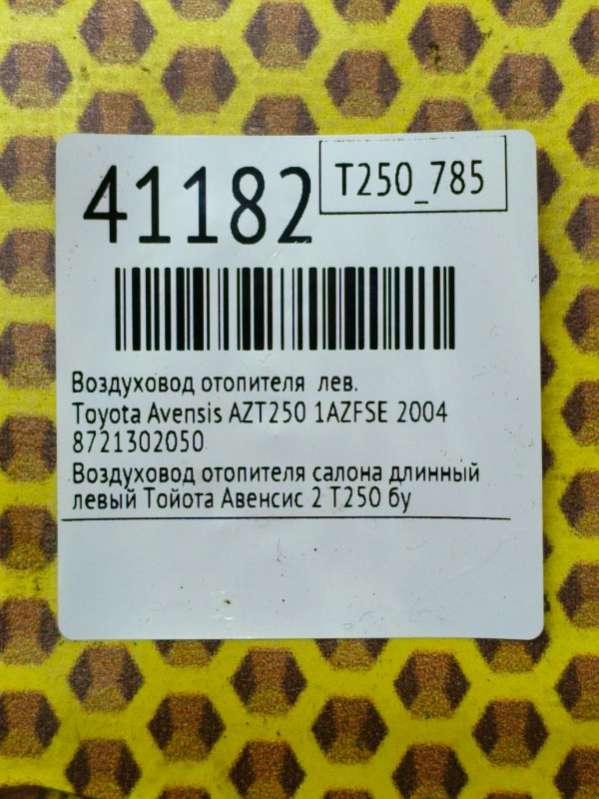 41182
T250_785
Воздуховод отопителя лев.
Toyota Avensis AZT250 1AZFSE 2004
8721302050
Воздуховод отопителя салона длинный
левый Тойота Авенсис 2 Т250 бу